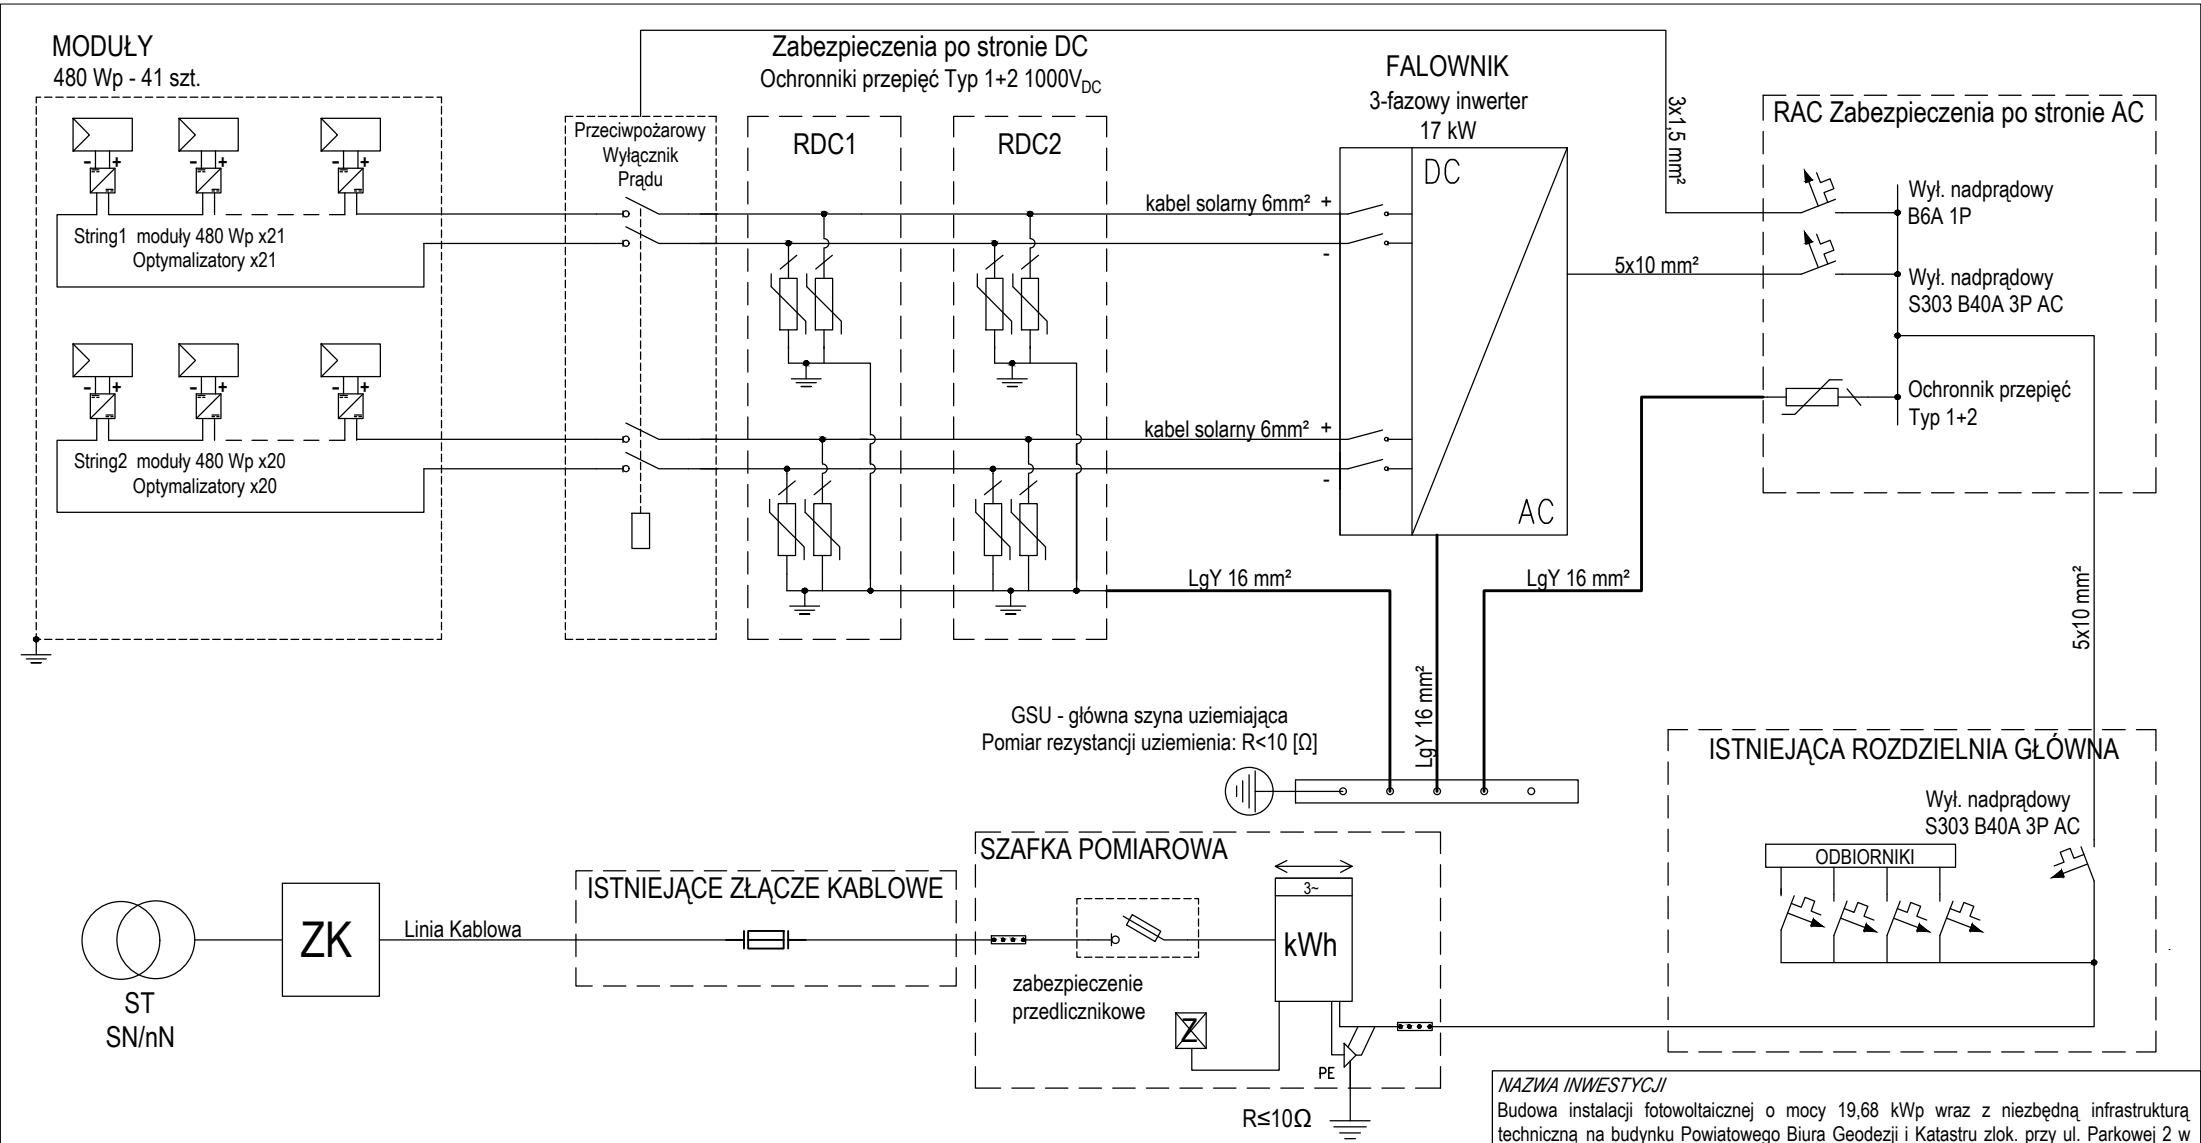 MODUŁY
480 Wp - 41 szt.
Zabezpieczenia po stronie DC
Ochronniki przepięć Typ 1+2 1000V_DC
FALOWNIK
3-fazowy inwerter
17 kW
3x1,5 mm²
RAC Zabezpieczenia po stronie AC
Przeciwpożarowy
Wyłącznik
Prądu
RDC1
RDC2
DC
AC
- +
- +
- +
kabel solarny 6mm² +
-
String1 moduły 480 Wp x21
Optymalizatory x21
Wył. nadprądowy
B6A 1P
5x10 mm²
Wył. nadprądowy
S303 B40A 3P AC
Ochronnik przepięć
Typ 1+2
- +
- +
- +
kabel solarny 6mm² +
-
String2 moduły 480 Wp x20
Optymalizatory x20
LgY 16 mm²
LgY 16 mm²
LgY 16 mm²
5x10 mm²
GSU - główna szyna uziemiająca
Pomiar rezystancji uziemienia: R<10 [Ω]
ISTNIEJĄCA ROZDZIELNIA GŁÓWNA
Wył. nadprądowy
S303 B40A 3P AC
ODBIORNIKI
SZAFKA POMIAROWA
3~
kWh
zabezpieczenie
przedlicznikowe
Z
PE
R≤10Ω
ISTNIEJĄCE ZŁĄCZE KABLOWE
Linia Kablowa
ZK
ST
SN/nN
NAZWA INWESTYCJI
Budowa instalacji fotowoltaicznej o mocy 19,68 kWp wraz z niezbędną infrastrukturą
techniczną na budynku Powiatowego Biura Geodezji i Katastru zlok. przy ul. Parkowej 2 w